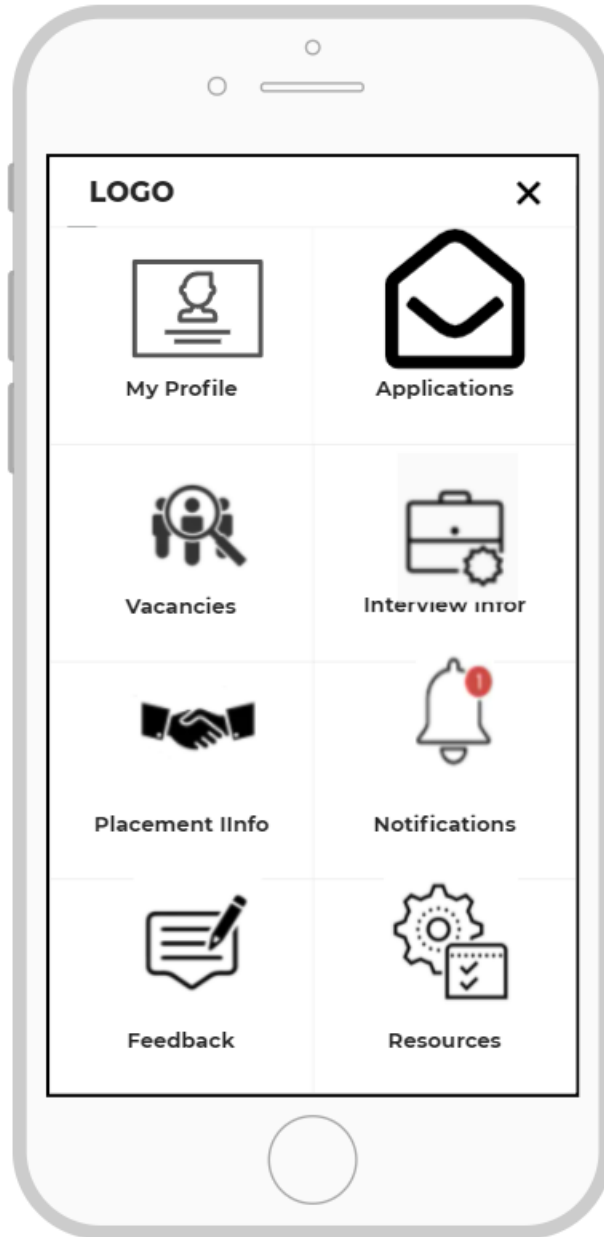 LOGO
My Profile
Applications
Vacancies
Interview Infor
Placement IInfo
1
Notifications
Feedback
Resources